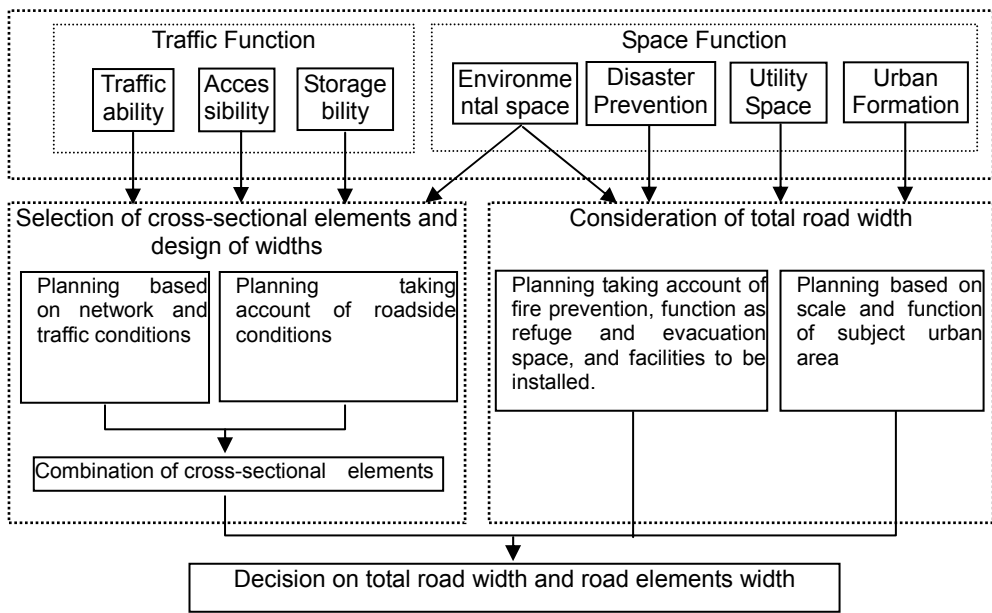 Traffic Function
Space Function
Traffic
ability
Acces
sibility
Storage
bility
Environme
ntal space
Disaster
Prevention
Utility
Space
Urban
Formation
Selection of cross-sectional elements and
design of widths
Consideration of total road width
Planning based
on network and
traffic conditions
Planning taking
account of roadside
conditions
Planning taking account of
fire prevention, function as
refuge and evacuation
space, and facilities to be
installed.
Planning based on
scale and function
of subject urban
area
Combination of cross-sectional elements
Decision on total road width and road elements width